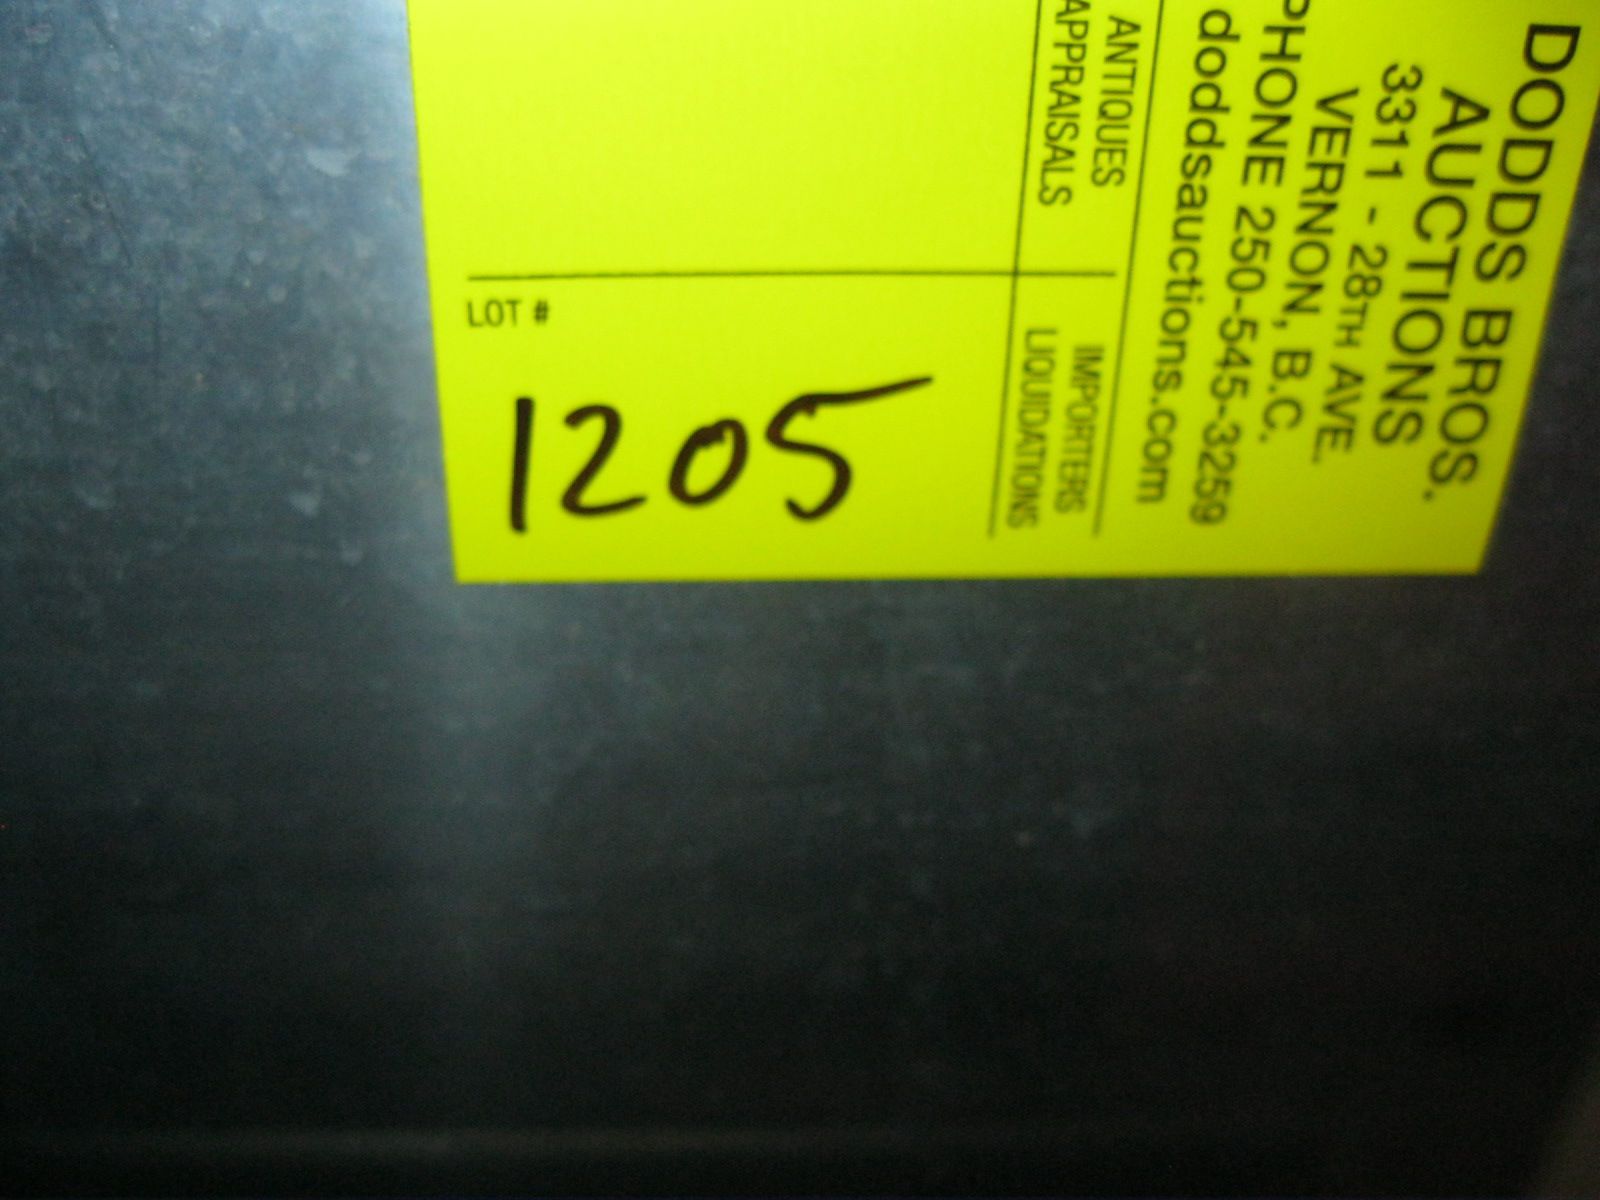 DODDS BROS.
AUCTIONS
3311 - 28TH AVE.
VERNON, B.C.
PHONE 250-545-3259
doddsauctions.com
ANTIQUES
APPRAISALS
IMPORTERS
LIQUIDATIONS
LOT #
1205